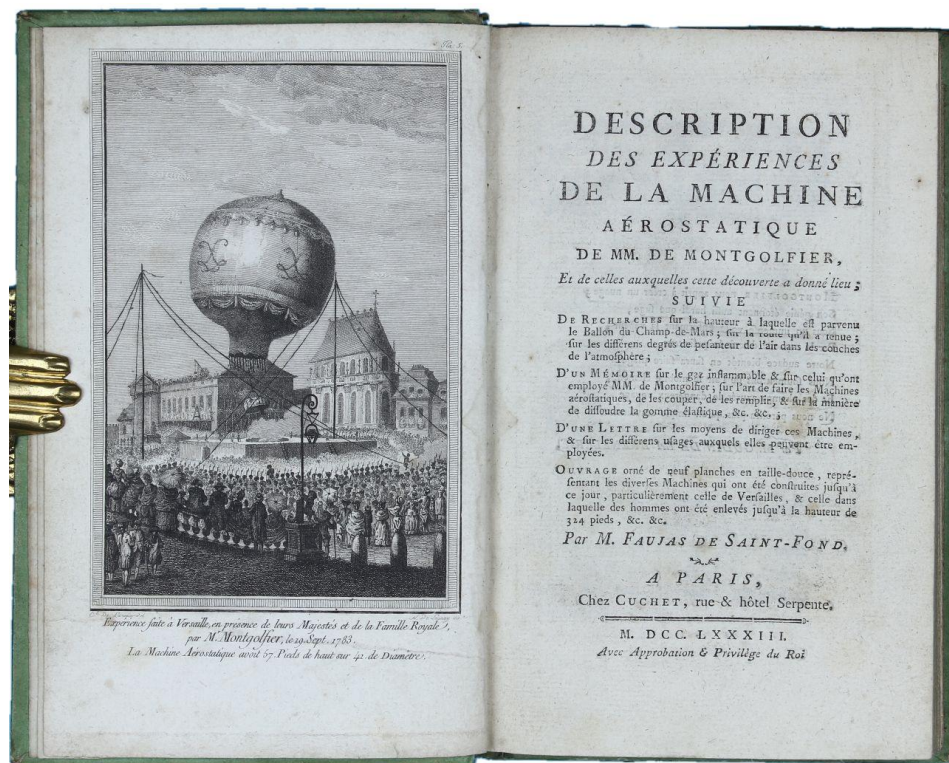 Pl. 1.
Expérience faite à Versaille, en présence de leurs Majestés et de la Famille Royale,
par M. Montgolfier, le 19 Sept. 1783.
La Machine Aërostatique avoit 57 Pieds de haut sur 41 de Diamètre.
DESCRIPTION
DES EXPÉRIENCES
DE LA MACHINE
AÉROSTATIQUE
DE MM. DE MONTGOLFIER,
Et de celles auxquelles cette découverte a donné lieu ;
SUIVIE
DE RECHERCHES ſur la hauteur à laquelle eſt parvenu
le Ballon du Champ-de-Mars ; ſur la route qu'il a tenue ;
ſur les différens degrés de peſanteur de l'air dans les couches
de l'atmoſphère ;
D'UN MÉMOIRE ſur le gaz inflammable & ſur celui qu'ont
employé MM. de Montgolfier ; ſur l'art de faire les Machines
aéroſtatiques, de les couper, de les remplir, & ſur la manière
de diſſoudre la gomme élaſtique, &c. &c. ;
D'UNE LETTRE ſur les moyens de diriger ces Machines,
& ſur les différens uſages auxquels elles peuvent être em-
ployées.
OUVRAGE orné de neuf planches en taille-douce, repré-
ſentant les diverſes Machines qui ont été conſtruites juſqu'à
ce jour, particulièrement celle de Verſailles, & celle dans
laquelle des hommes ont été enlevés juſqu'à la hauteur de
324 pieds, &c. &c.
Par M. FAUJAS DE SAINT-FOND.
A PARIS,
Chez CUCHET, rue & hôtel Serpente.
M. DCC. LXXXIII.
Avec Approbation & Privilège du Roi